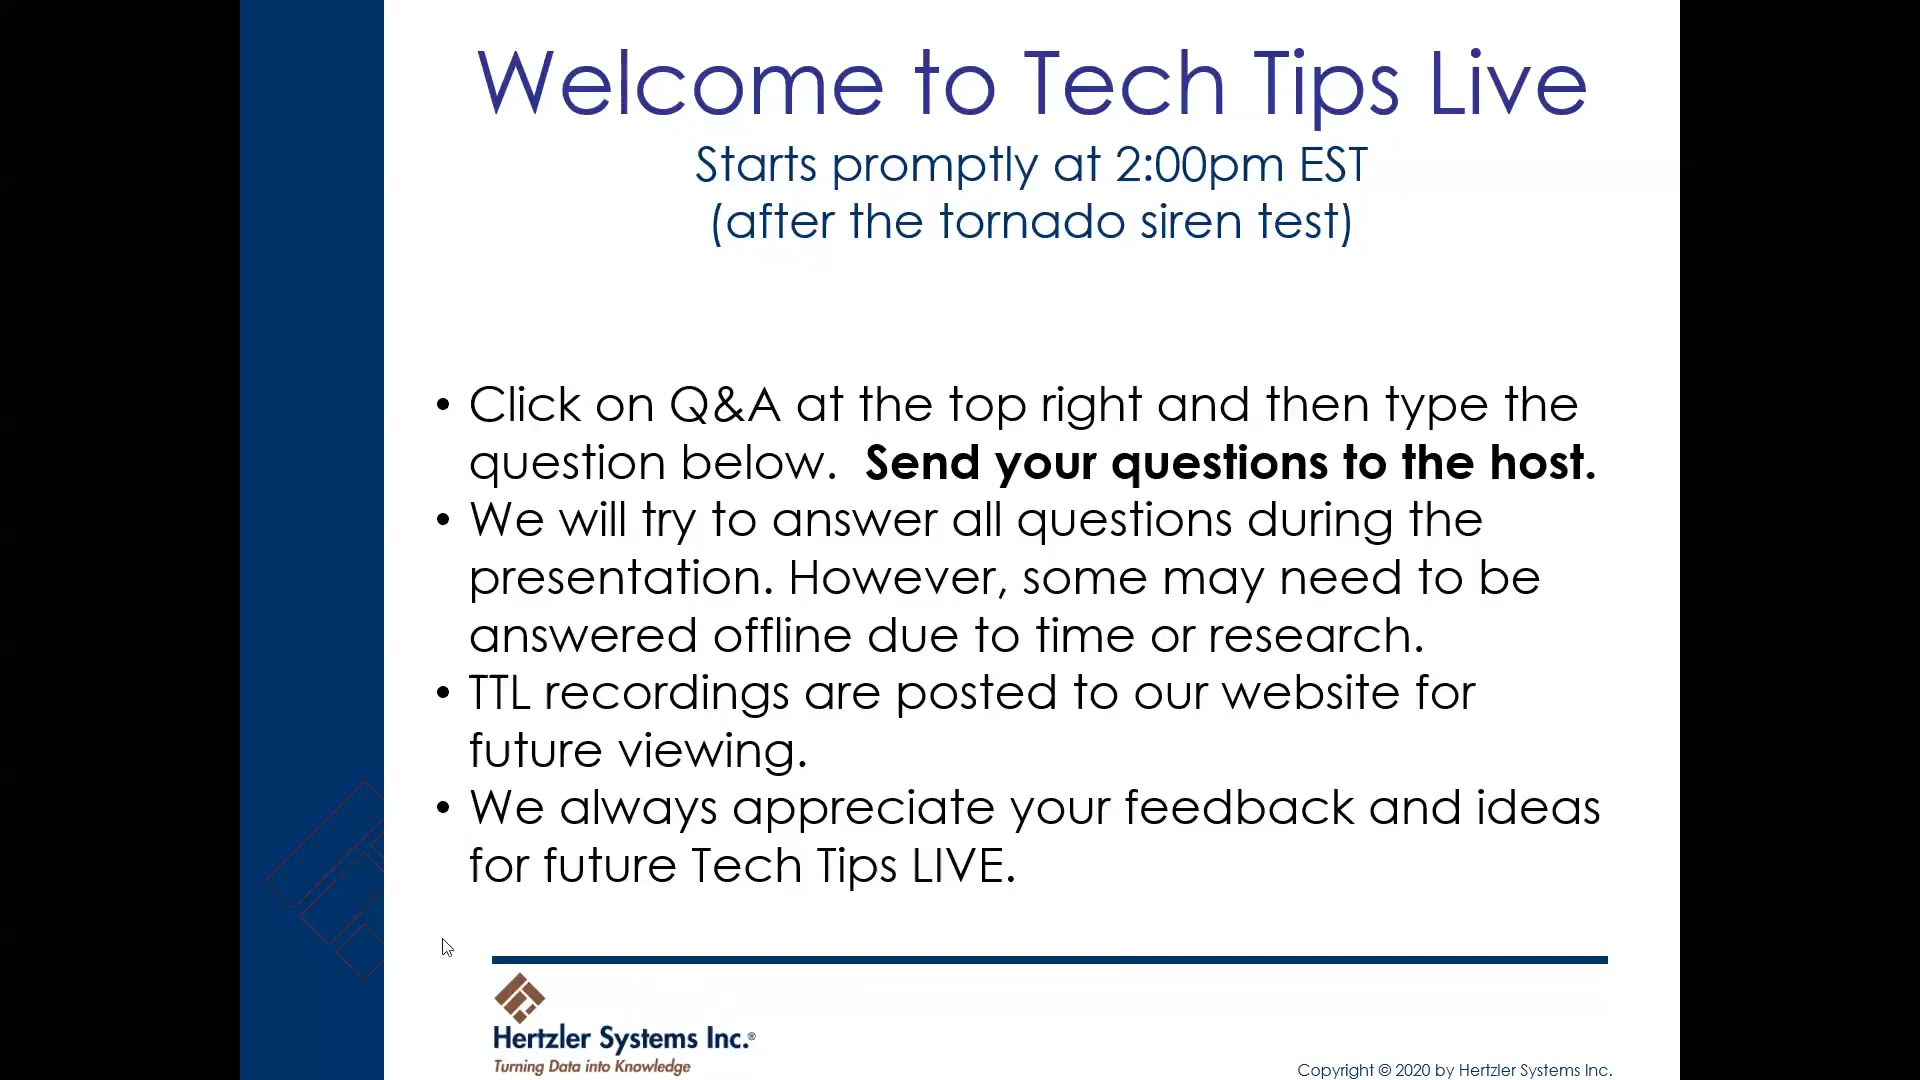 Welcome to Tech Tips Live
Starts promptly at 2:00pm EST
(after the tornado siren test)
• Click on Q&A at the top right and then type the
question below.  Send your questions to the host.
• We will try to answer all questions during the
presentation. However, some may need to be
answered offline due to time or research.
• TTL recordings are posted to our website for
future viewing.
• We always appreciate your feedback and ideas
for future Tech Tips LIVE.
Hertzler Systems Inc.®
Turning Data into Knowledge
Copyright © 2020 by Hertzler Systems Inc.